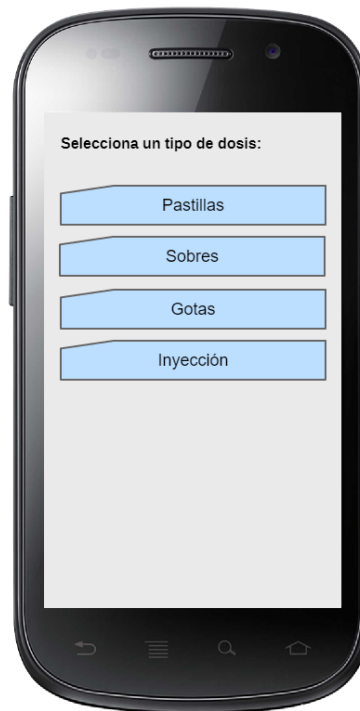 Selecciona un tipo de dosis:
Pastillas
Sobres
Gotas
Inyección